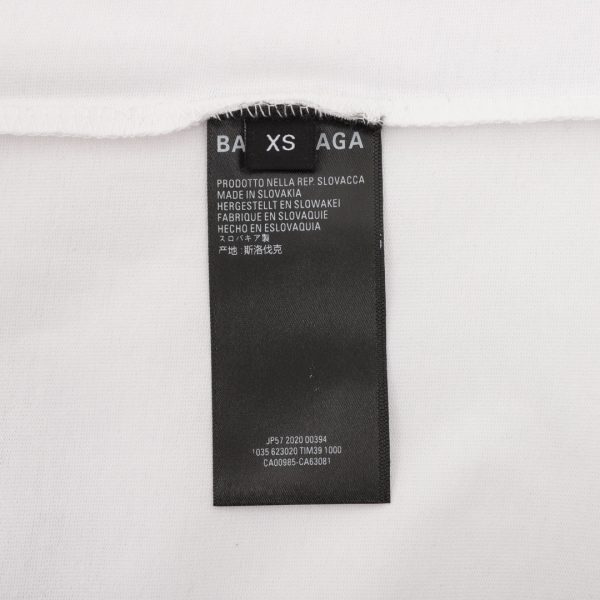 BA XS AGA
PRODOTTO NELLA REP. SLOVACCA
MADE IN SLOVAKIA
HERGESTELLT EN SLOWAKEI
FABRIQUE EN SLOVAQUIE
HECHO EN ESLOVAQUIA
スロバキア製
产地:斯洛伐克
JP57 2020 00394
1035 623020 TIM39 1000
CA00985-CA63081